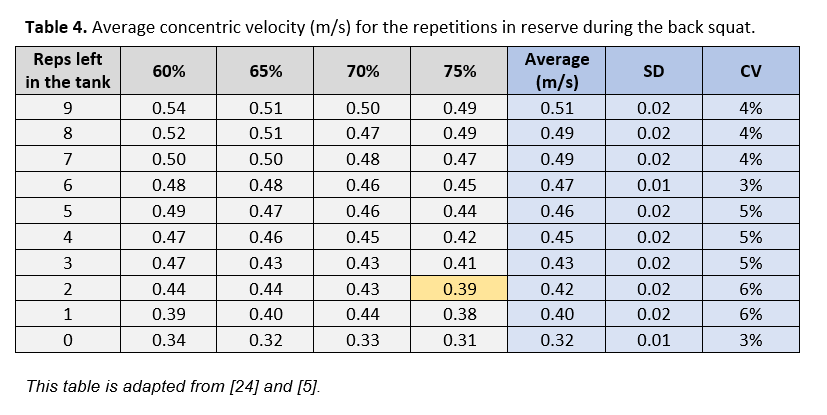 Table 4. Average concentric velocity (m/s) for the repetitions in reserve during the back squat.
Reps left in the tank 60% 65% 70% 75% Average (m/s) SD CV
9 0.54 0.51 0.50 0.49 0.51 0.02 4%
8 0.52 0.51 0.47 0.49 0.49 0.02 4%
7 0.50 0.50 0.48 0.47 0.49 0.02 4%
6 0.48 0.48 0.46 0.45 0.47 0.01 3%
5 0.49 0.47 0.46 0.44 0.46 0.02 5%
4 0.47 0.46 0.45 0.42 0.45 0.02 5%
3 0.47 0.43 0.43 0.41 0.43 0.02 5%
2 0.44 0.44 0.43 0.39 0.42 0.02 6%
1 0.39 0.40 0.44 0.38 0.40 0.02 6%
0 0.34 0.32 0.33 0.31 0.32 0.01 3%
This table is adapted from [24] and [5].